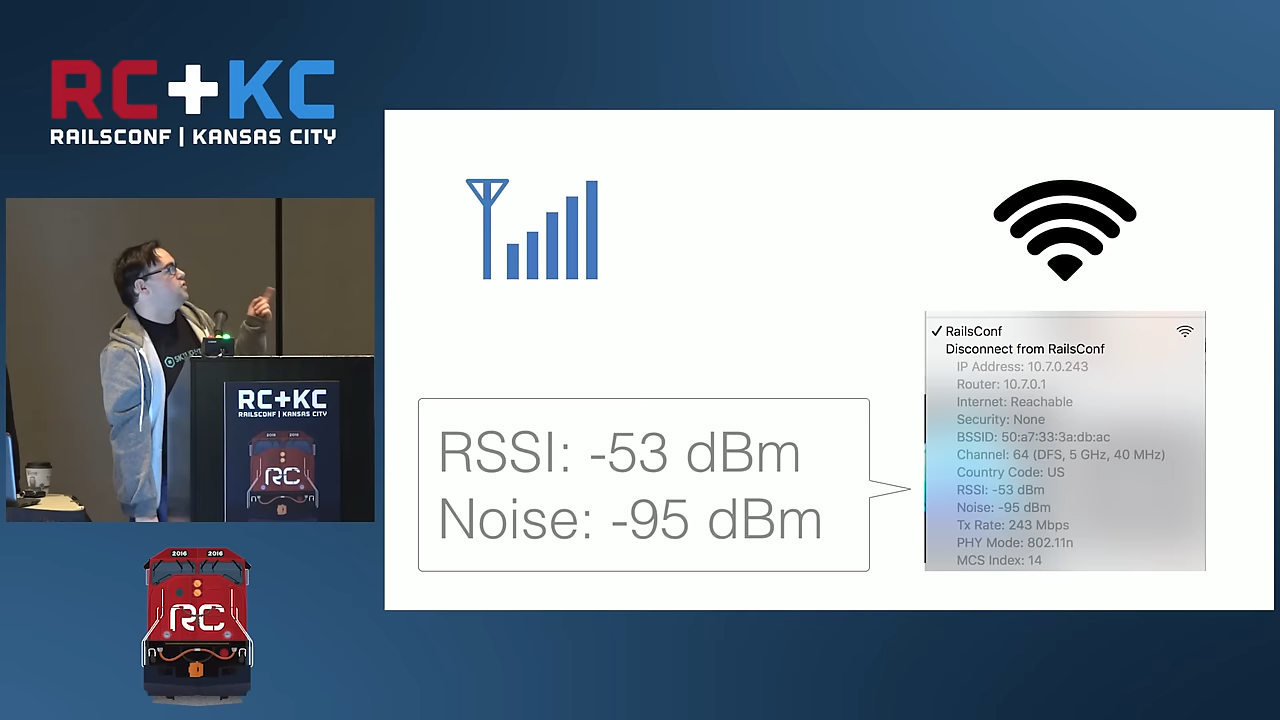 RC+KC
RAILSCONF | KANSAS CITY
RC+KC
RAILSCONF | KANSAS CITY
2016 2016
RC
2016 2016
RC
RSSI: -53 dBm
Noise: -95 dBm
✓ RailsConf
Disconnect from RailsConf
IP Address: 10.7.0.243
Router: 10.7.0.1
Internet: Reachable
Security: None
BSSID: 50:a7:33:3a:db:ac
Channel: 64 (DFS, 5 GHz, 40 MHz)
Country Code: US
RSSI: -53 dBm
Noise: -95 dBm
Tx Rate: 243 Mbps
PHY Mode: 802.11n
MCS Index: 14